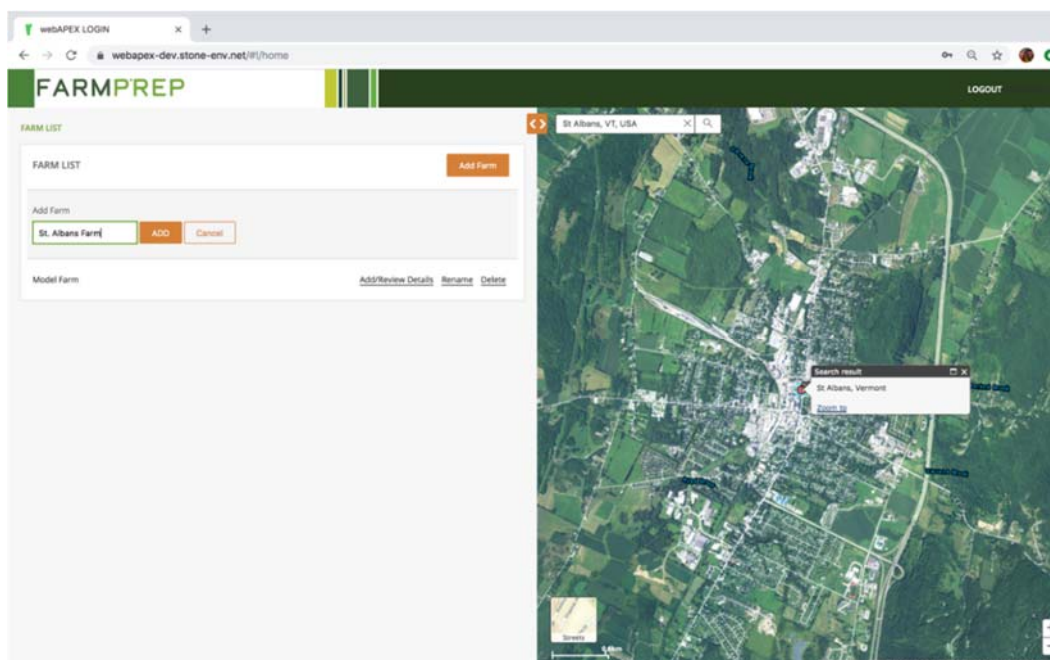 webAPEX LOGIN
webapex-dev.stone-env.net/#!/home
FARMPREP
LOGOUT
FARM LIST
St Albans, VT, USA
FARM LIST
Add Farm
Add Farm
St. Albans Farm
ADD
Cancel
Model Farm
Add/Review Details
Rename
Delete
Search result
St Albans, Vermont
Zoom to
Streets